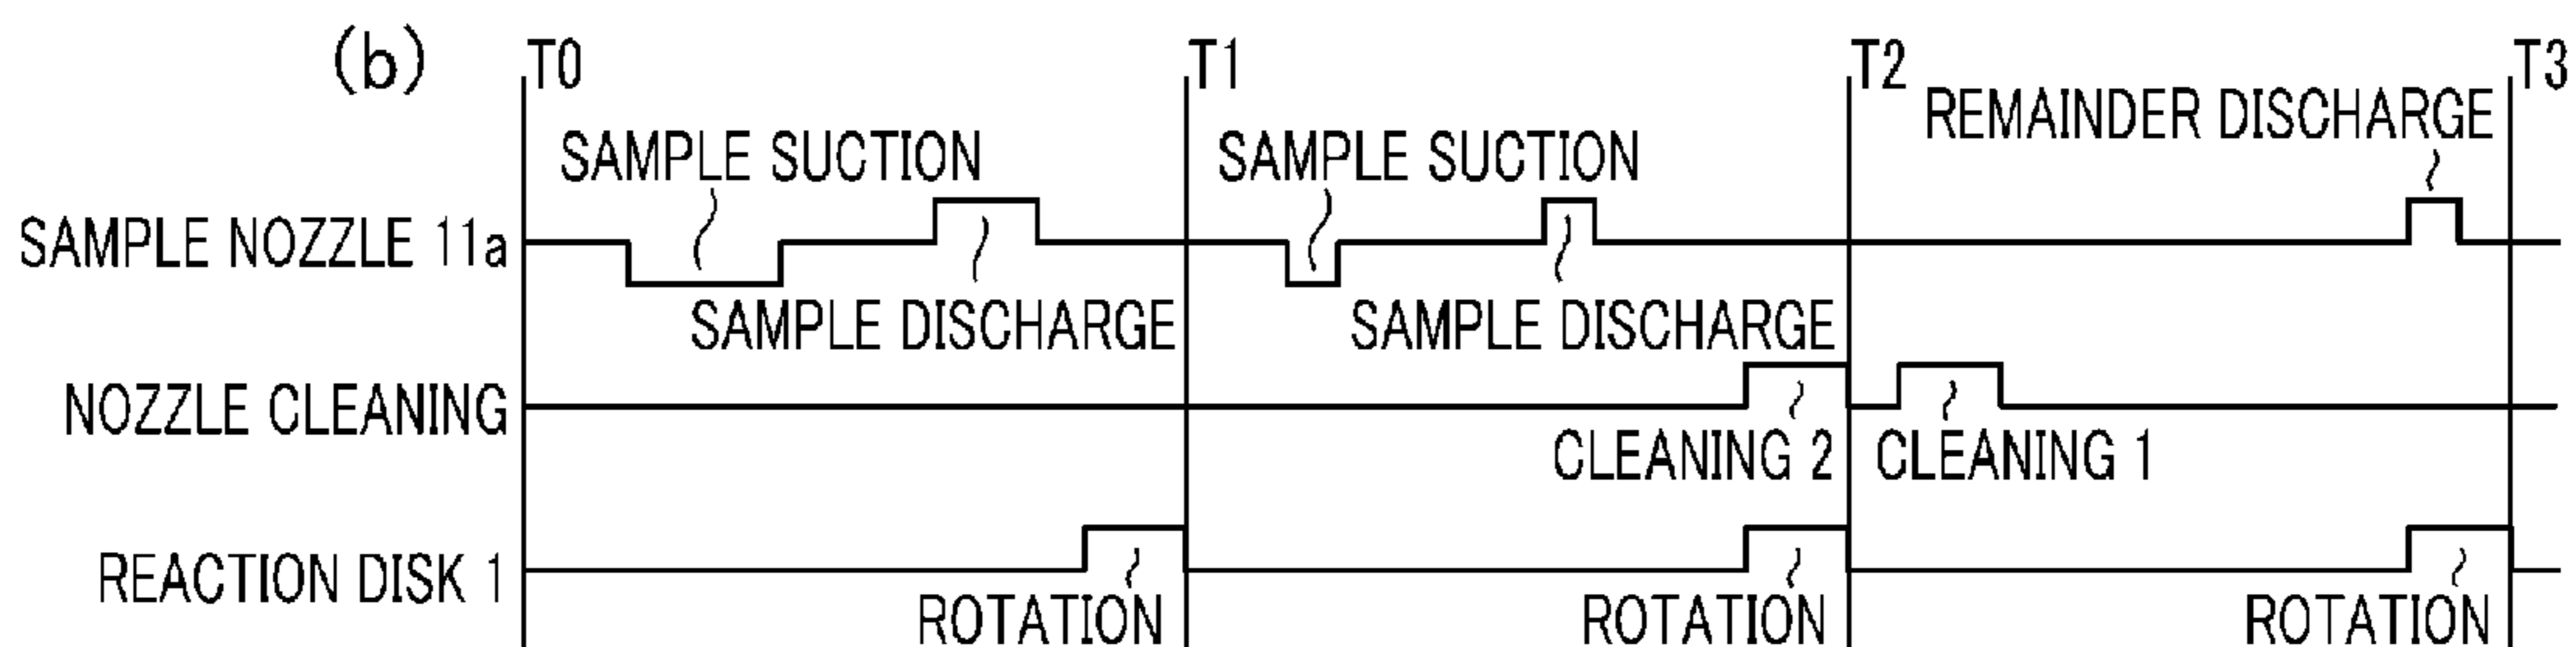 (b)
T0
T1
T2
T3
REMAINDER DISCHARGE
SAMPLE SUCTION
SAMPLE SUCTION
SAMPLE NOZZLE 11a
SAMPLE DISCHARGE
SAMPLE DISCHARGE
NOZZLE CLEANING
CLEANING 2
CLEANING 1
REACTION DISK 1
ROTATION
ROTATION
ROTATION